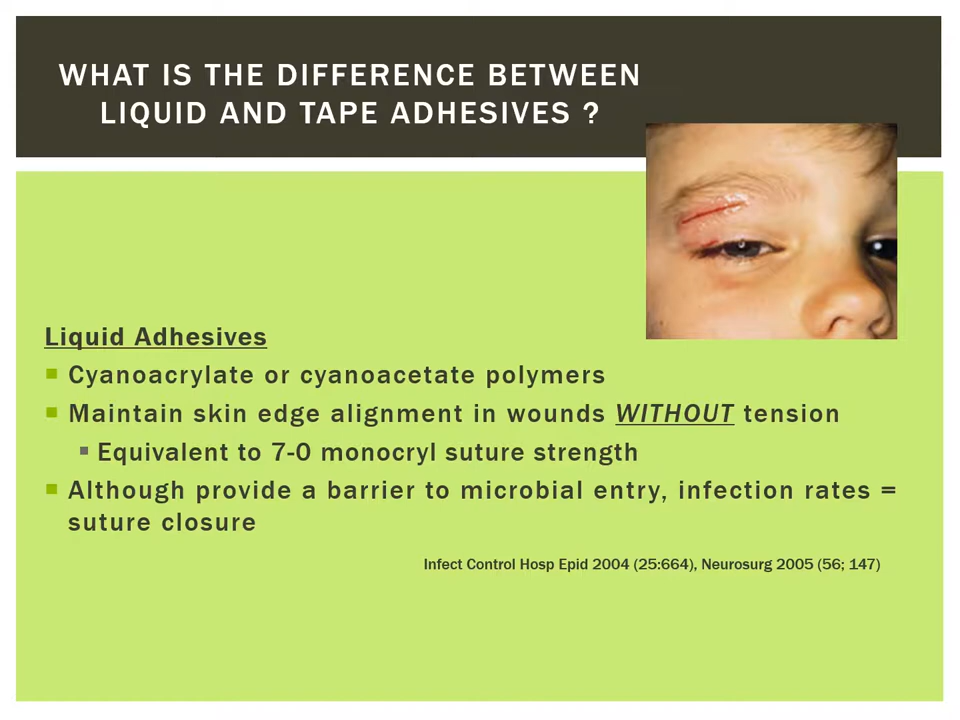 WHAT IS THE DIFFERENCE BETWEEN
LIQUID AND TAPE ADHESIVES ?
Liquid Adhesives
Cyanoacrylate or cyanoacetate polymers
Maintain skin edge alignment in wounds WITHOUT tension
Equivalent to 7-0 monocryl suture strength
Although provide a barrier to microbial entry, infection rates =
suture closure
Infect Control Hosp Epid 2004 (25:664), Neurosurg 2005 (56; 147)